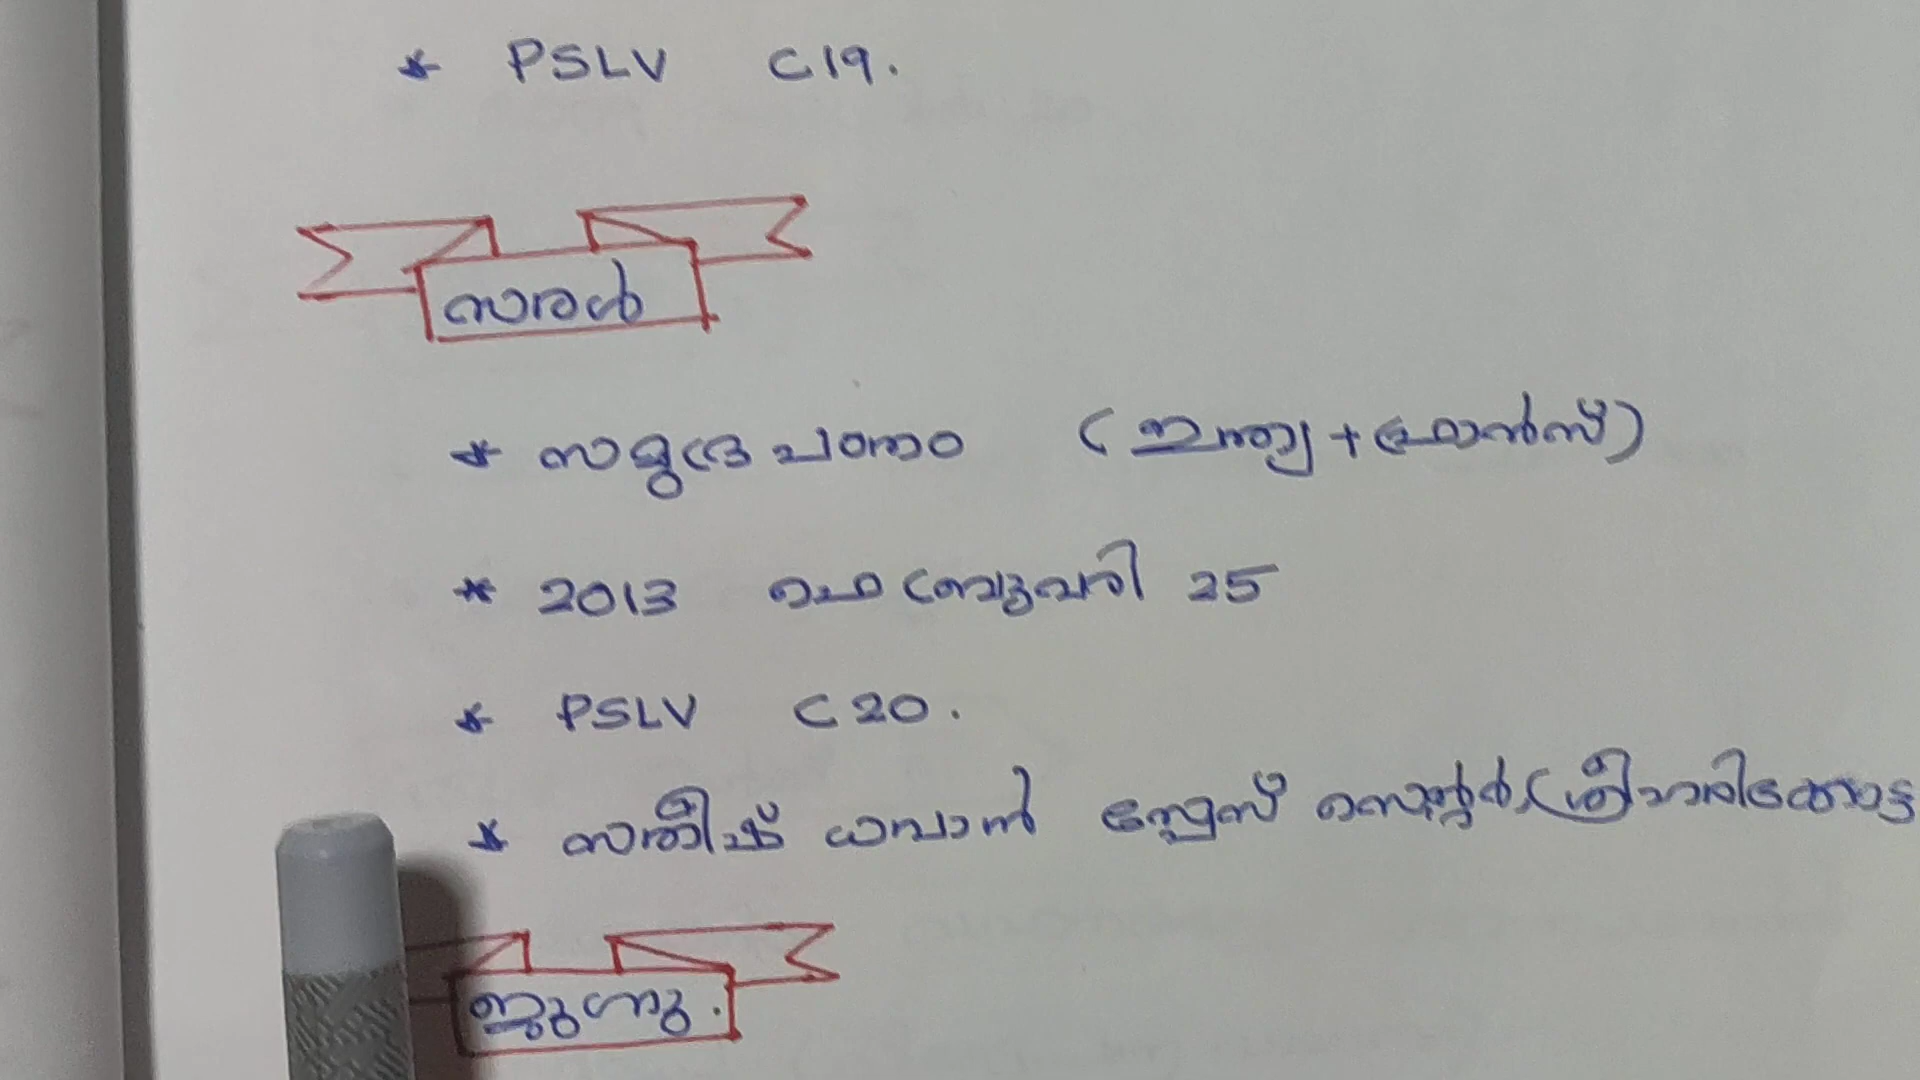 * PSLV C19.
സരൾ
* സമുദ്ര പഠനം (ഇന്ത്യ + ഫ്രാൻസ്)
* 2013 ഫെബ്രുവരി 25
* PSLV C20.
* സതീഷ് ധവാൻ സ്പേസ് സെന്റർ, ശ്രീഹരിക്കോട്ട
ജുഗ്നു.